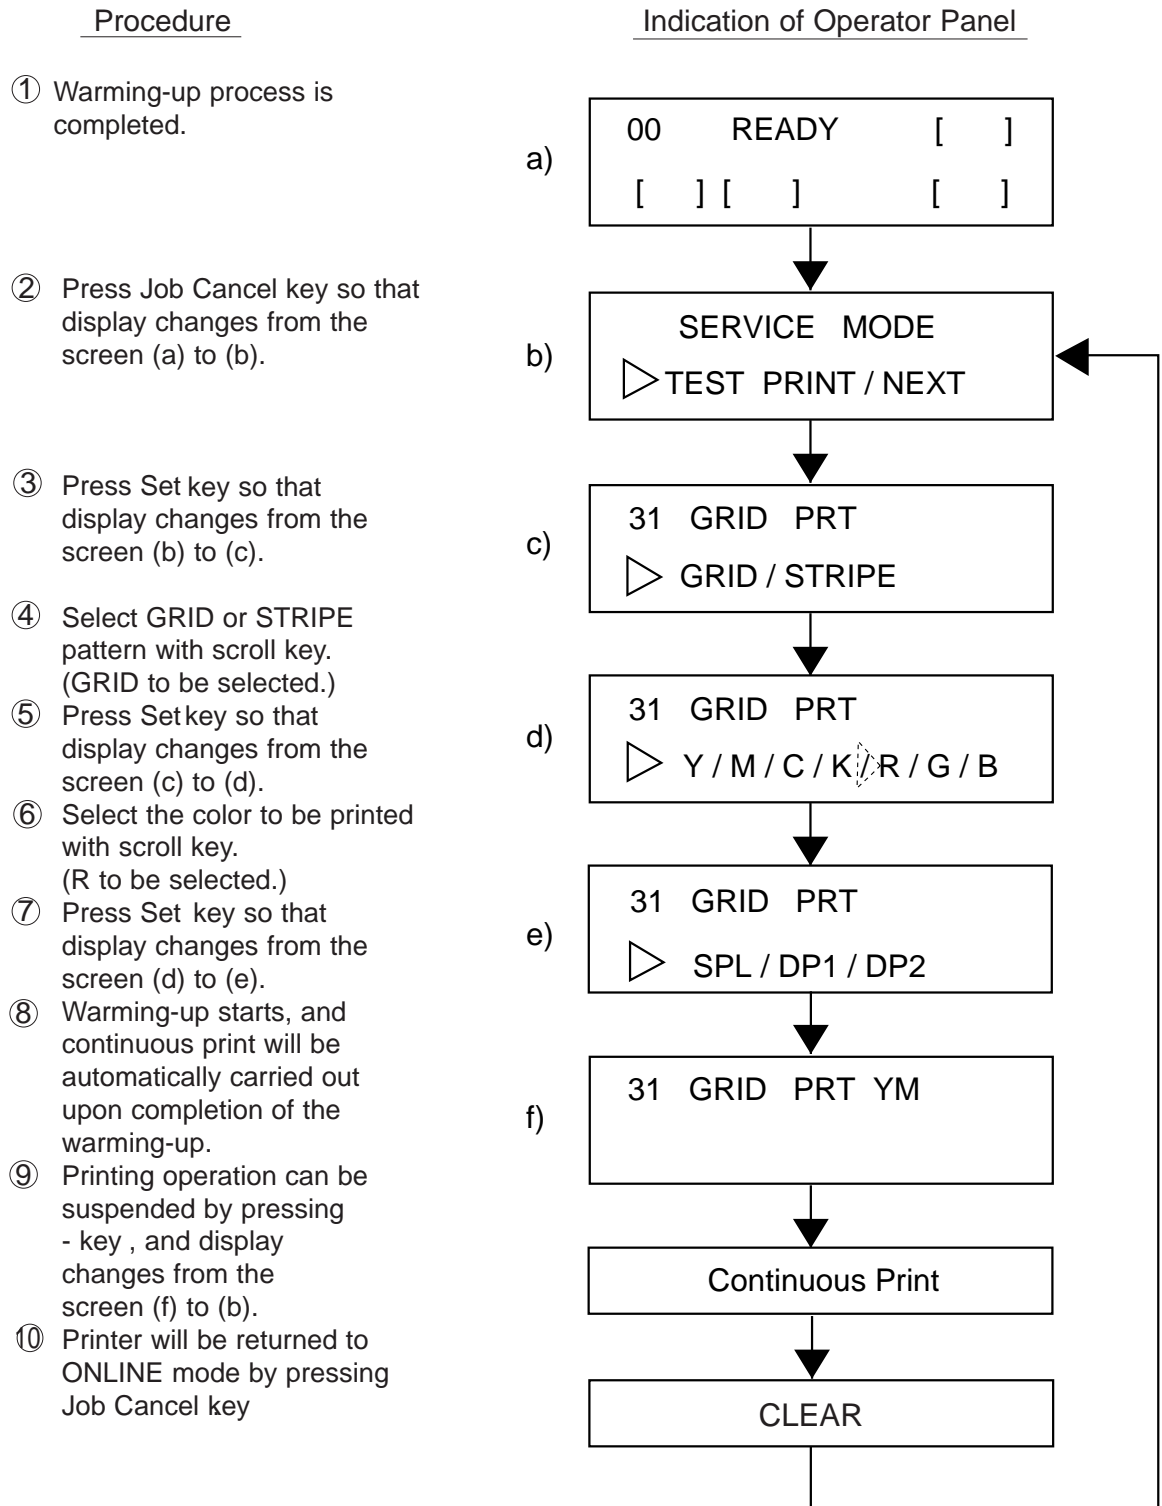 Procedure
Indication of Operator Panel
① Warming-up process is
completed.
② Press Job Cancel key so that
display changes from the
screen (a) to (b).
③ Press Set key so that
display changes from the
screen (b) to (c).
④ Select GRID or STRIPE
pattern with scroll key.
(GRID to be selected.)
⑤ Press Set key so that
display changes from the
screen (c) to (d).
⑥ Select the color to be printed
with scroll key.
(R to be selected.)
⑦ Press Set key so that
display changes from the
screen (d) to (e).
⑧ Warming-up starts, and
continuous print will be
automatically carried out
upon completion of the
warming-up.
⑨ Printing operation can be
suspended by pressing
- key , and display
changes from the
screen (f) to (b).
⑩ Printer will be returned to
ONLINE mode by pressing
Job Cancel key.
a)
00 READY [ ]
[ ] [ ] [ ]
b)
SERVICE MODE
TEST PRINT / NEXT
c)
31 GRID PRT
GRID / STRIPE
d)
31 GRID PRT
Y / M / C / K / R / G / B
e)
31 GRID PRT
SPL / DP1 / DP2
f)
31 GRID PRT YM
Continuous Print
CLEAR